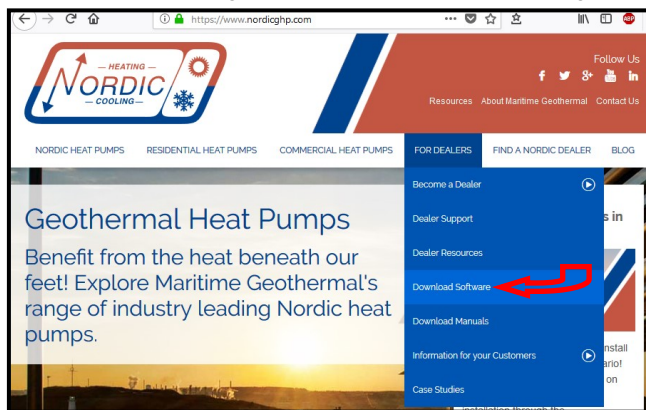 https://www.nordicghp.com
ABP
HEATING
NORDIC
COOLING
Follow Us
Resources About Maritime Geothermal Contact Us
NORDIC HEAT PUMPS RESIDENTIAL HEAT PUMPS COMMERCIAL HEAT PUMPS FOR DEALERS FIND A NORDIC DEALER BLOG
Become a Dealer
Dealer Support
Dealer Resources
Download Software
Download Manuals
Information for your Customers
Case Studies
Geothermal Heat Pumps
Benefit from the heat beneath our
feet! Explore Maritime Geothermal's
range of industry leading Nordic heat
pumps.
s in
on